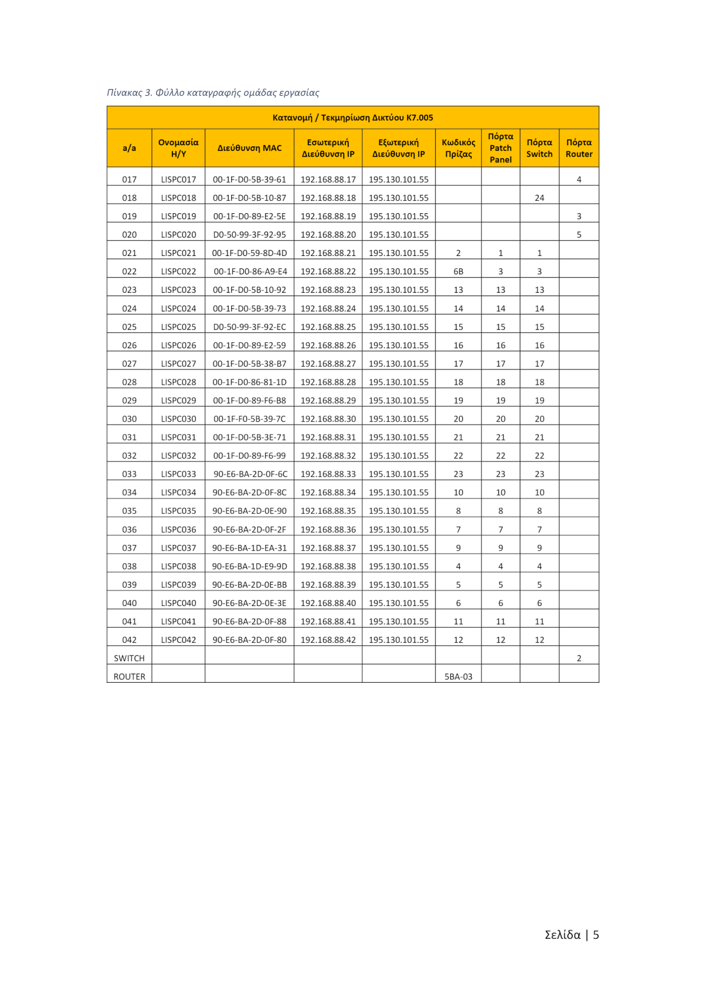 Πίνακας 3. Φύλλο καταγραφής ομάδας εργασίας
Κατανομή / Τεκμηρίωση Δικτύου Κ7.005
α/α Ονομασία Η/Υ Διεύθυνση MAC Εσωτερική Διεύθυνση IP Εξωτερική Διεύθυνση IP Κωδικός Πρίζας Πόρτα Patch Panel Πόρτα Switch Πόρτα Router
017 LISPC017 00-1F-D0-5B-39-61 192.168.88.17 195.130.101.55 4
018 LISPC018 00-1F-D0-5B-10-87 192.168.88.18 195.130.101.55 24
019 LISPC019 00-1F-D0-89-E2-5E 192.168.88.19 195.130.101.55 3
020 LISPC020 D0-50-99-3F-92-95 192.168.88.20 195.130.101.55 5
021 LISPC021 00-1F-D0-59-8D-4D 192.168.88.21 195.130.101.55 2 1 1
022 LISPC022 00-1F-D0-86-A9-E4 192.168.88.22 195.130.101.55 6B 3 3
023 LISPC023 00-1F-D0-5B-10-92 192.168.88.23 195.130.101.55 13 13 13
024 LISPC024 00-1F-D0-5B-39-73 192.168.88.24 195.130.101.55 14 14 14
025 LISPC025 D0-50-99-3F-92-EC 192.168.88.25 195.130.101.55 15 15 15
026 LISPC026 00-1F-D0-89-E2-59 192.168.88.26 195.130.101.55 16 16 16
027 LISPC027 00-1F-D0-5B-38-B7 192.168.88.27 195.130.101.55 17 17 17
028 LISPC028 00-1F-D0-86-81-1D 192.168.88.28 195.130.101.55 18 18 18
029 LISPC029 00-1F-D0-89-F6-B8 192.168.88.29 195.130.101.55 19 19 19
030 LISPC030 00-1F-F0-5B-39-7C 192.168.88.30 195.130.101.55 20 20 20
031 LISPC031 00-1F-D0-5B-3E-71 192.168.88.31 195.130.101.55 21 21 21
032 LISPC032 00-1F-D0-89-F6-99 192.168.88.32 195.130.101.55 22 22 22
033 LISPC033 90-E6-BA-2D-0F-6C 192.168.88.33 195.130.101.55 23 23 23
034 LISPC034 90-E6-BA-2D-0F-8C 192.168.88.34 195.130.101.55 10 10 10
035 LISPC035 90-E6-BA-2D-0E-90 192.168.88.35 195.130.101.55 8 8 8
036 LISPC036 90-E6-BA-2D-0F-2F 192.168.88.36 195.130.101.55 7 7 7
037 LISPC037 90-E6-BA-1D-EA-31 192.168.88.37 195.130.101.55 9 9 9
038 LISPC038 90-E6-BA-1D-E9-9D 192.168.88.38 195.130.101.55 4 4 4
039 LISPC039 90-E6-BA-2D-0E-BB 192.168.88.39 195.130.101.55 5 5 5
040 LISPC040 90-E6-BA-2D-0E-3E 192.168.88.40 195.130.101.55 6 6 6
041 LISPC041 90-E6-BA-2D-0F-88 192.168.88.41 195.130.101.55 11 11 11
042 LISPC042 90-E6-BA-2D-0F-80 192.168.88.42 195.130.101.55 12 12 12
SWITCH 2
ROUTER 5BA-03
Σελίδα | 5